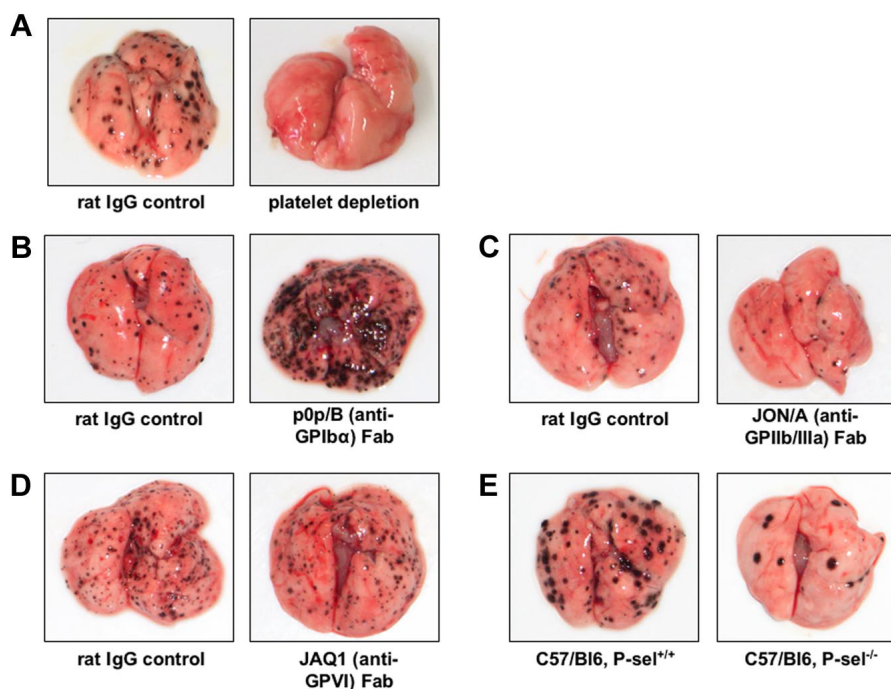 A
rat IgG control
platelet depletion
B
rat IgG control
p0p/B (anti-
GPIbα) Fab
C
rat IgG control
JON/A (anti-
GPIIb/IIIa) Fab
D
rat IgG control
JAQ1 (anti-
GPVI) Fab
E
C57/Bl6, P-sel+/+
C57/Bl6, P-sel-/-